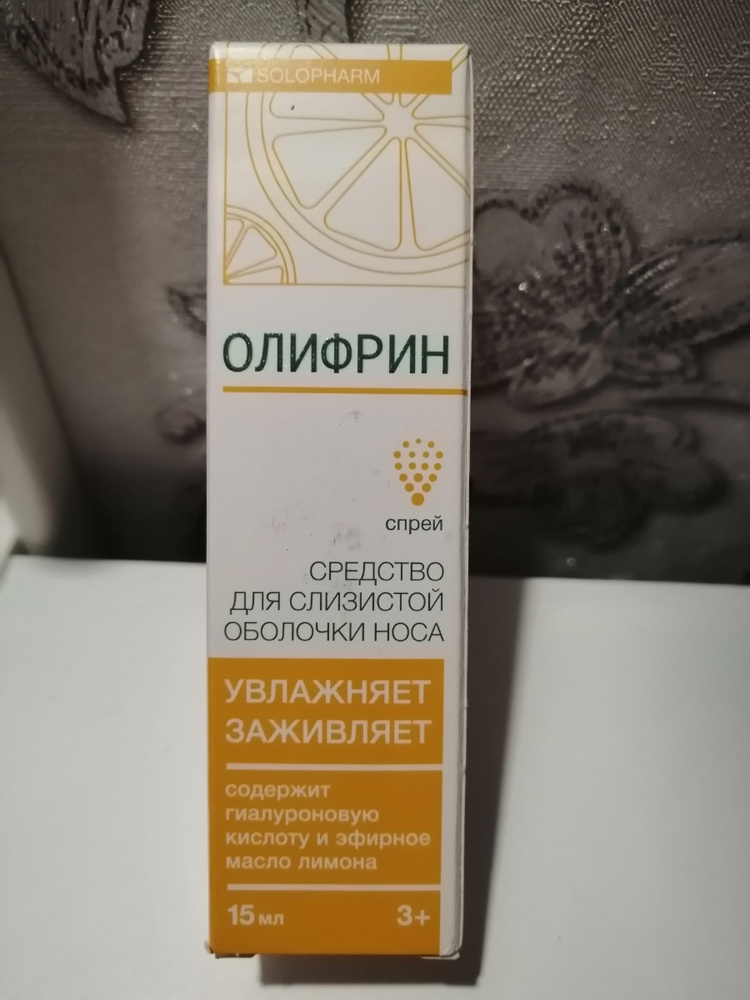 SOLOPHARM
ОЛИФРИН
спрей
СРЕДСТВО
ДЛЯ СЛИЗИСТОЙ
ОБОЛОЧКИ НОСА
УВЛАЖНЯЕТ
ЗАЖИВЛЯЕТ
содержит
гиалуроновую
кислоту и эфирное
масло лимона
15 мл 3+